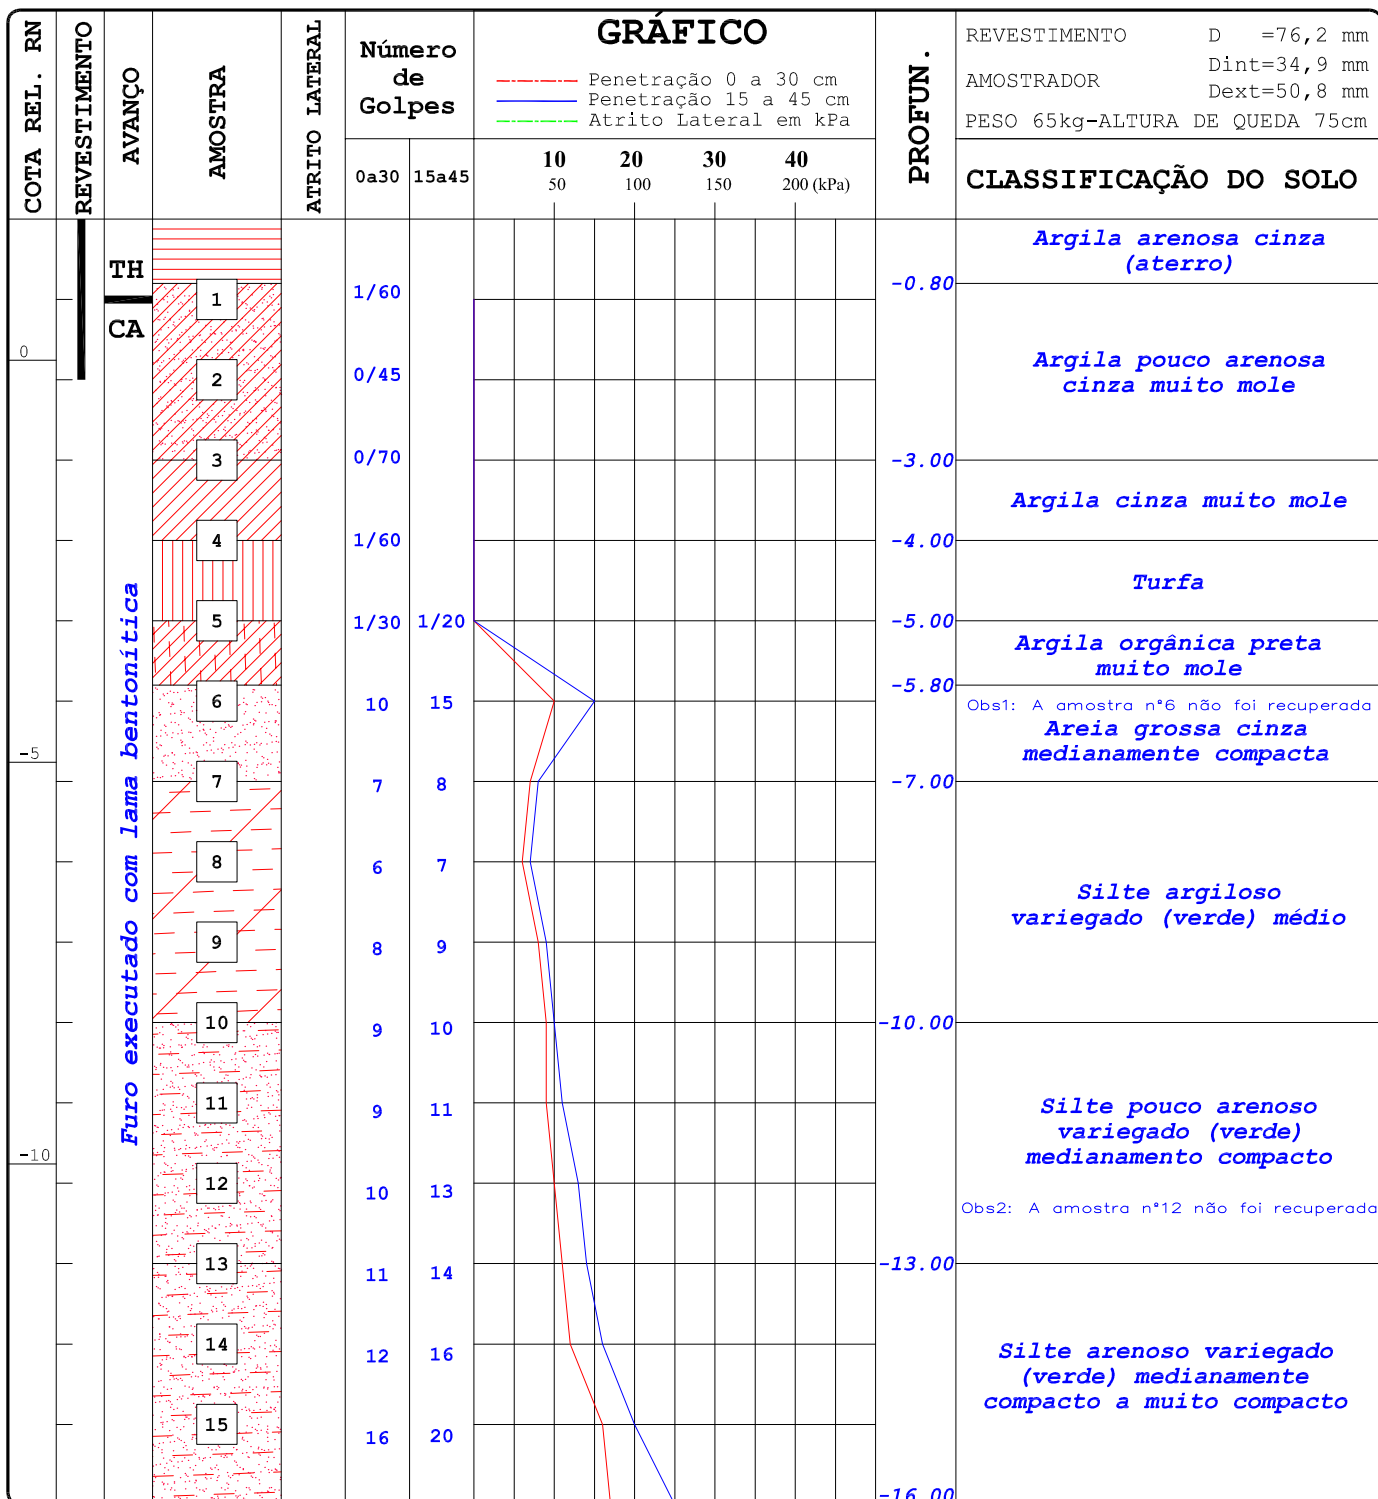 COTA REL. RN
REVESTIMENTO
AVANÇO
AMOSTRA
ATRITO LATERAL
Número
de
Golpes
0a30 15a45
GRÁFICO
Penetração 0 a 30 cm
Penetração 15 a 45 cm
Atrito Lateral em kPa
10 20 30 40
50 100 150 200 (kPa)
PROFUN.
REVESTIMENTO D =76,2 mm
Dint=34,9 mm
AMOSTRADOR
Dext=50,8 mm
PESO 65kg-ALTURA DE QUEDA 75cm
CLASSIFICAÇÃO DO SOLO
Argila arenosa cinza
(aterro)
TH
-0.80
1 1/60
CA
0
Argila pouco arenosa
cinza muito mole
2 0/45
3 0/70
-3.00
Argila cinza muito mole
4 1/60
-4.00
Turfa
5 1/30 1/20
-5.00
Argila orgânica preta
muito mole
-5.80
6 10 15
Obs1: A amostra n°6 não foi recuperada
Areia grossa cinza
medianamente compacta
-5
7 7 8
-7.00
8 6 7
Silte argiloso
variegado (verde) médio
9 8 9
10 9 10
-10.00
Furo executado com lama bentonítica
11 9 11
Silte pouco arenoso
variegado (verde)
medianamento compacto
-10
12 10 13
Obs2: A amostra n°12 não foi recuperada
13 11 14
-13.00
14 12 16
Silte arenoso variegado
(verde) medianamente
compacto a muito compacto
15 16 20
-16.00